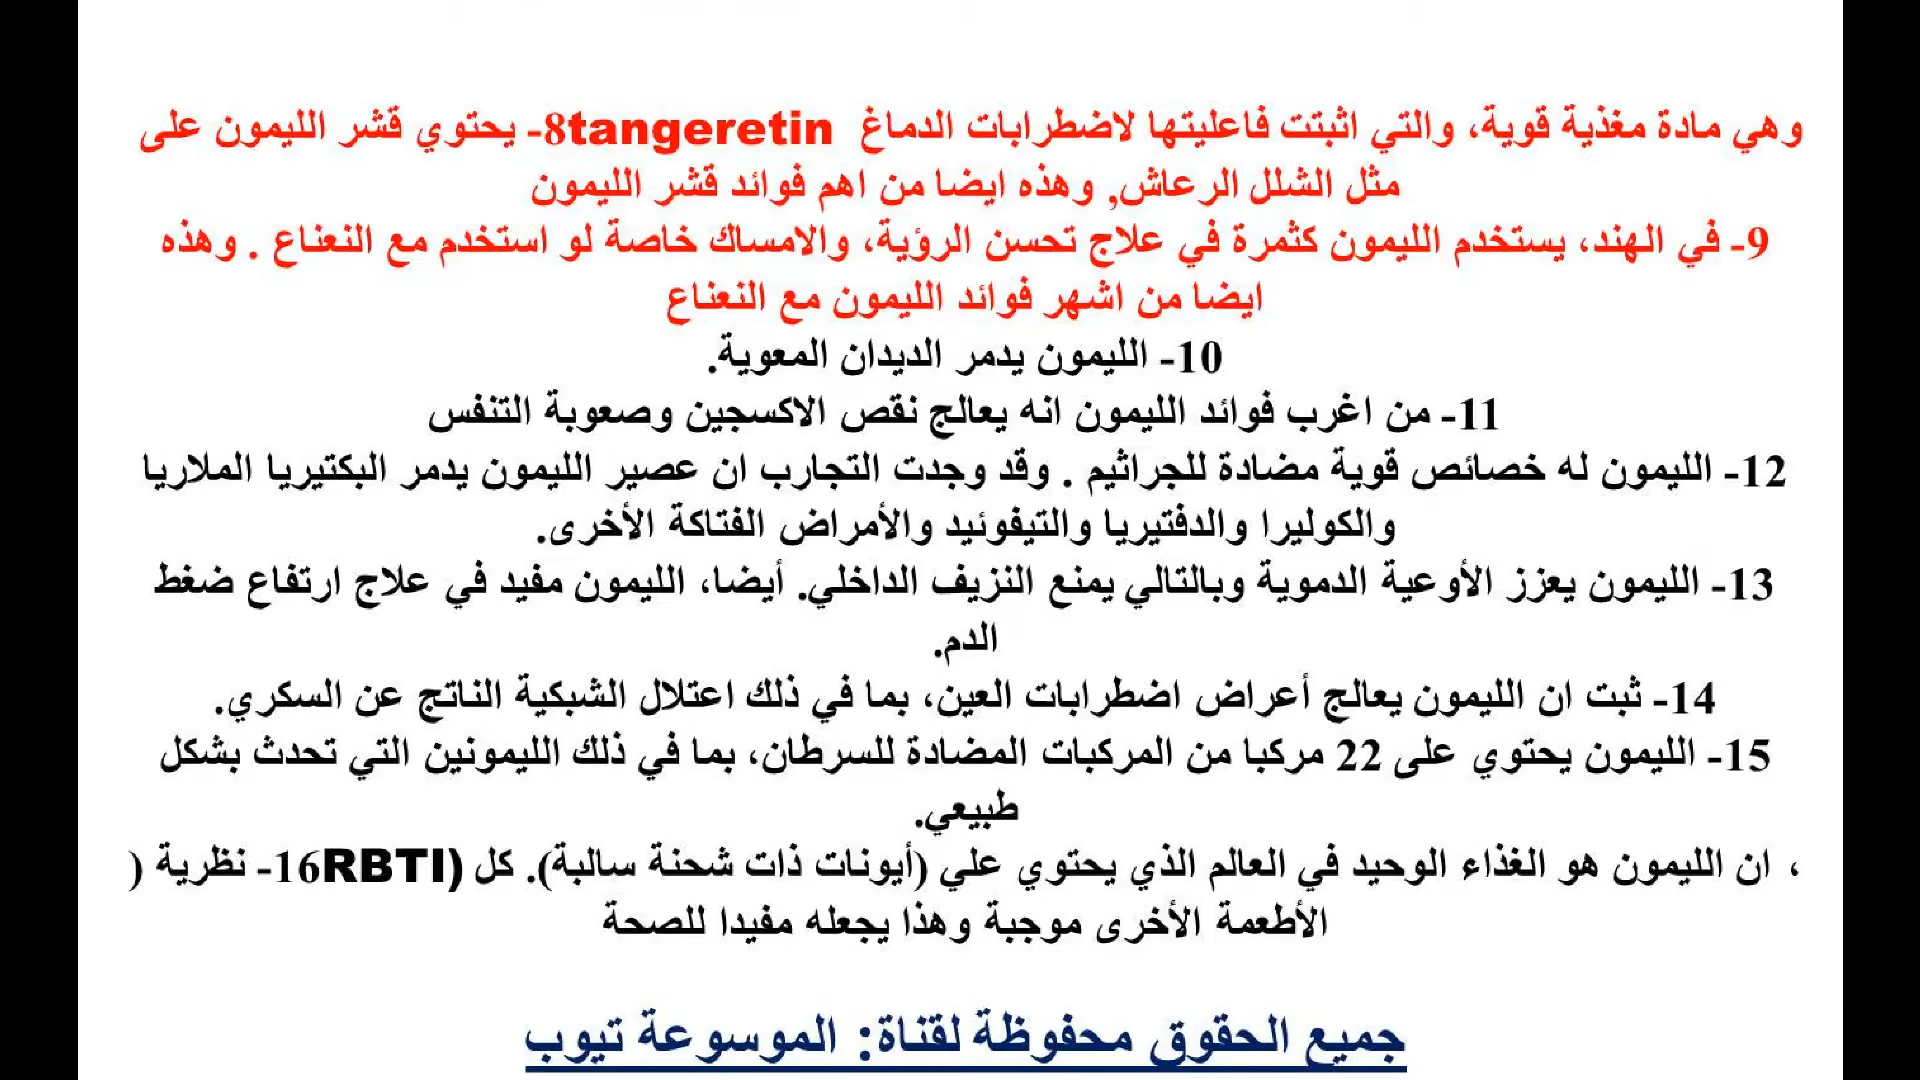 8- يحتوي قشر الليمون على tangeretin وهي مادة مغذية قوية، والتي اثبتت فاعليتها لاضطرابات الدماغ
مثل الشلل الرعاش, وهذه ايضا من اهم فوائد قشر الليمون
9- في الهند، يستخدم الليمون كثمرة في علاج تحسن الرؤية، والامساك خاصة لو استخدم مع النعناع . وهذه
ايضا من اشهر فوائد الليمون مع النعناع
10- الليمون يدمر الديدان المعوية.
11- من اغرب فوائد الليمون انه يعالج نقص الاكسجين وصعوبة التنفس
12- الليمون له خصائص قوية مضادة للجراثيم . وقد وجدت التجارب ان عصير الليمون يدمر البكتيريا الملاريا
والكوليرا والدفتيريا والتيفوئيد والأمراض الفتاكة الأخرى.
13- الليمون يعزز الأوعية الدموية وبالتالي يمنع النزيف الداخلي. أيضا، الليمون مفيد في علاج ارتفاع ضغط
الدم.
14- ثبت ان الليمون يعالج أعراض اضطرابات العين، بما في ذلك اعتلال الشبكية الناتج عن السكري.
15- الليمون يحتوي على 22 مركبا من المركبات المضادة للسرطان، بما في ذلك الليمونين التي تحدث بشكل
طبيعي.
16- نظرية (RBTI) ، ان الليمون هو الغذاء الوحيد في العالم الذي يحتوي علي (أيونات ذات شحنة سالبة). كل
الأطعمة الأخرى موجبة وهذا يجعله مفيدا للصحة
جميع الحقوق محفوظة لقناة: الموسوعة تيوب